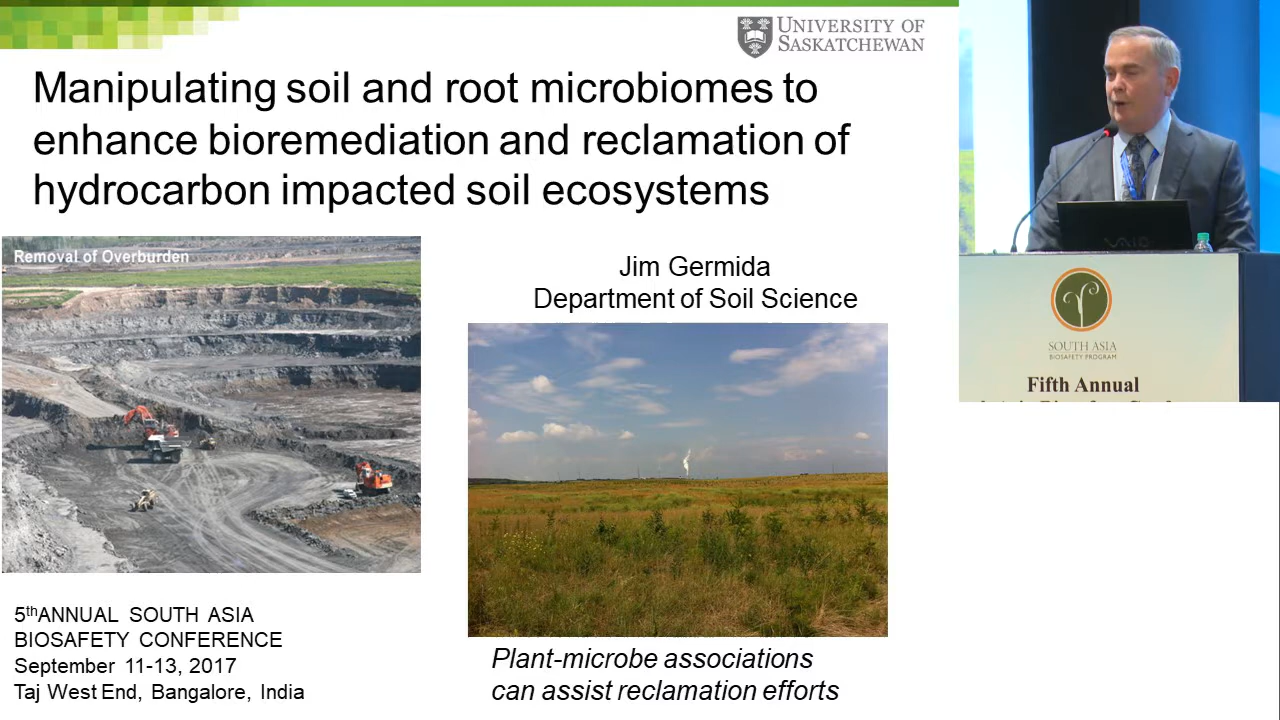 UNIVERSITY OF
SASKATCHEWAN
Manipulating soil and root microbiomes to
enhance bioremediation and reclamation of
hydrocarbon impacted soil ecosystems
Removal of Overburden
Jim Germida
Department of Soil Science
5thANNUAL SOUTH ASIA
BIOSAFETY CONFERENCE
September 11-13, 2017
Taj West End, Bangalore, India
Plant-microbe associations
can assist reclamation efforts
VAIO
SOUTH ASIA
BIOSAFETY PROGRAM
Fifth Annual